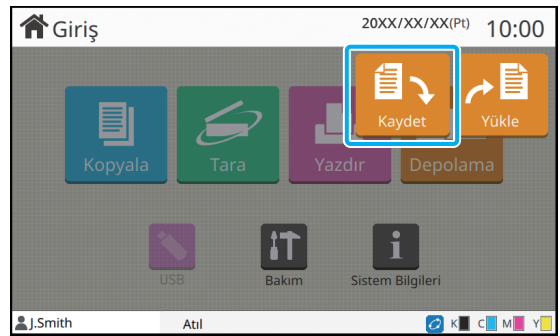 Giriş
20XX/XX/XX(Pt) 10:00
Kaydet Yükle
Kopyala Tara Yazdır Depolama
USB Bakım Sistem Bilgileri
J.Smith Atıl K C M Y